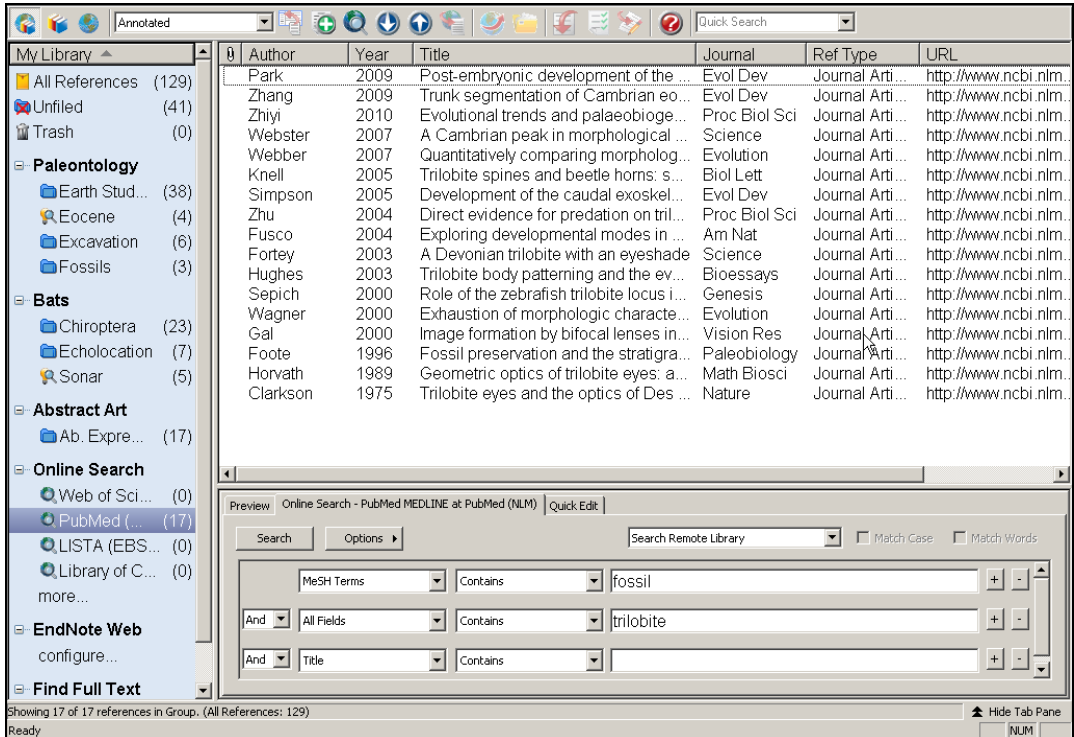 Annotated
Quick Search
My Library
All References (129)
Unfiled (41)
Trash (0)
Paleontology
Earth Stud... (38)
Eocene (4)
Excavation (6)
Fossils (3)
Bats
Chiroptera (23)
Echolocation (7)
Sonar (5)
Abstract Art
Ab. Expre... (17)
Online Search
Web of Sci... (0)
PubMed (... (17)
LISTA (EBS... (0)
Library of C... (0)
more...
EndNote Web
configure...
Find Full Text
Author Year Title Journal Ref Type URL
Park 2009 Post-embryonic development of the ... Evol Dev Journal Arti... http://www.ncbi.nlm...
Zhang 2009 Trunk segmentation of Cambrian eo... Evol Dev Journal Arti... http://www.ncbi.nlm...
Zhiyi 2010 Evolutional trends and palaeobioge... Proc Biol Sci Journal Arti... http://www.ncbi.nlm...
Webster 2007 A Cambrian peak in morphological ... Science Journal Arti... http://www.ncbi.nlm...
Webber 2007 Quantitatively comparing morpholog... Evolution Journal Arti... http://www.ncbi.nlm...
Knell 2005 Trilobite spines and beetle horns: s... Biol Lett Journal Arti... http://www.ncbi.nlm...
Simpson 2005 Development of the caudal exoskel... Evol Dev Journal Arti... http://www.ncbi.nlm...
Zhu 2004 Direct evidence for predation on tril... Proc Biol Sci Journal Arti... http://www.ncbi.nlm...
Fusco 2004 Exploring developmental modes in ... Am Nat Journal Arti... http://www.ncbi.nlm...
Fortey 2003 A Devonian trilobite with an eyeshade Science Journal Arti... http://www.ncbi.nlm...
Hughes 2003 Trilobite body patterning and the ev... Bioessays Journal Arti... http://www.ncbi.nlm...
Sepich 2000 Role of the zebrafish trilobite locus i... Genesis Journal Arti... http://www.ncbi.nlm...
Wagner 2000 Exhaustion of morphologic characte... Evolution Journal Arti... http://www.ncbi.nlm...
Gal 2000 Image formation by bifocal lenses in... Vision Res Journal Arti... http://www.ncbi.nlm...
Foote 1996 Fossil preservation and the stratigra... Paleobiology Journal Arti... http://www.ncbi.nlm...
Horvath 1989 Geometric optics of trilobite eyes: a... Math Biosci Journal Arti... http://www.ncbi.nlm...
Clarkson 1975 Trilobite eyes and the optics of Des ... Nature Journal Arti... http://www.ncbi.nlm...
Preview Online Search - PubMed MEDLINE at PubMed (NLM) Quick Edit
Search Options Search Remote Library Match Case Match Words
MeSH Terms Contains fossil + -
And All Fields Contains trilobite + -
And Title Contains + -
Showing 17 of 17 references in Group. (All References: 129) Hide Tab Pane
Ready NUM